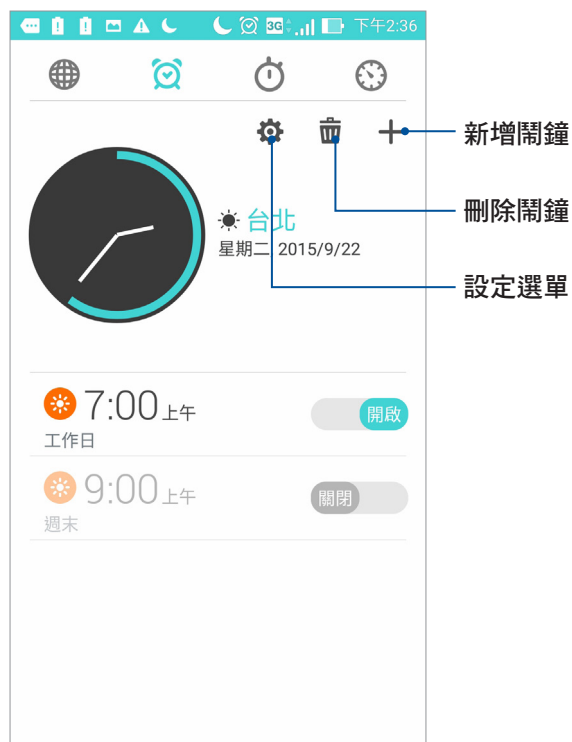 3G 下午2:36
新增鬧鐘
刪除鬧鐘
台北
星期二 2015/9/22
設定選單
7:00上午
開啟
工作日
9:00上午
關閉
週末